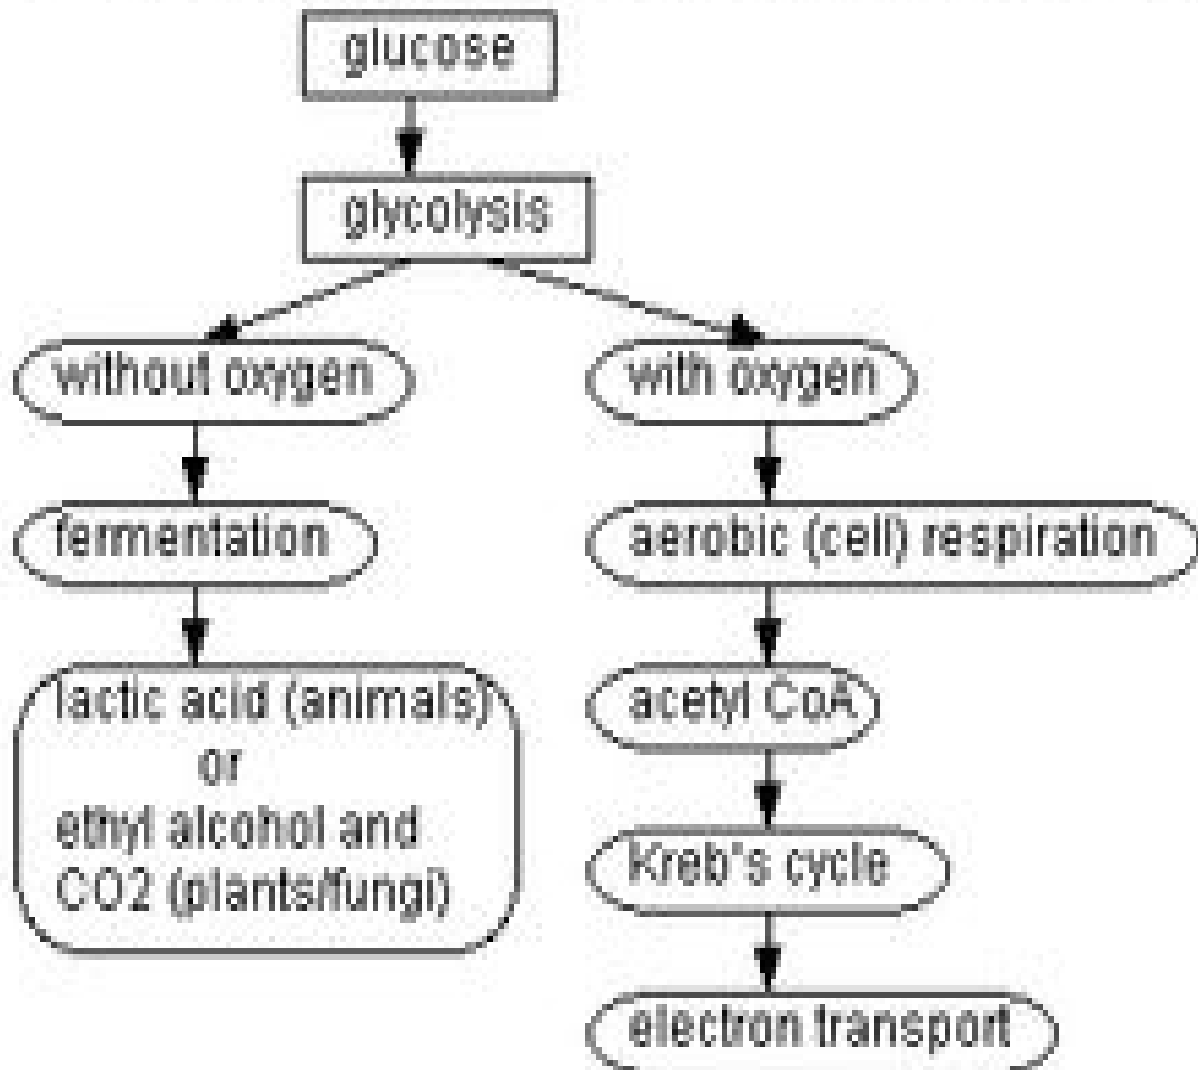 glucose
glycolysis
without oxygen
with oxygen
fermentation
aerobic (cell) respiration
lactic acid (animals)
or
ethyl alcohol and
CO2 (plants/fungi)
acetyl CoA
Kreb's cycle
electron transport